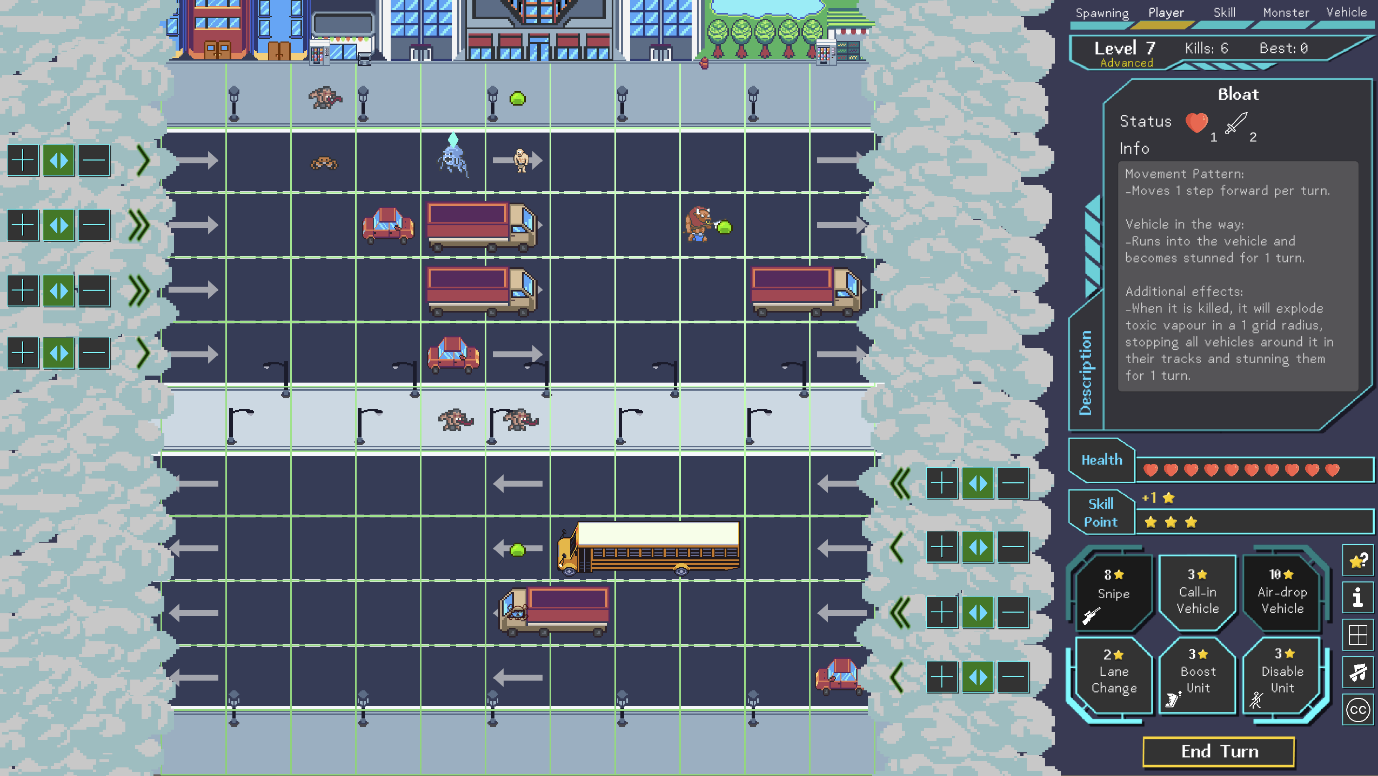 Spawning Player Skill Monster Vehicle
Level 7 Kills: 6 Best: 0
Advanced
Bloat
Status 1 2
Info
Movement Pattern:
-Moves 1 step forward per turn.
Vehicle in the way:
-Runs into the vehicle and
becomes stunned for 1 turn.
Additional effects:
-When it is killed, it will explode
toxic vapour in a 1 grid radius,
stopping all vehicles around it in
their tracks and stunning them
for 1 turn.
Description
Health
+1
Skill
Point
8
Snipe
3
Call-in
Vehicle
10
Air-drop
Vehicle
2
Lane
Change
3
Boost
Unit
3
Disable
Unit
?
i
CC
End Turn